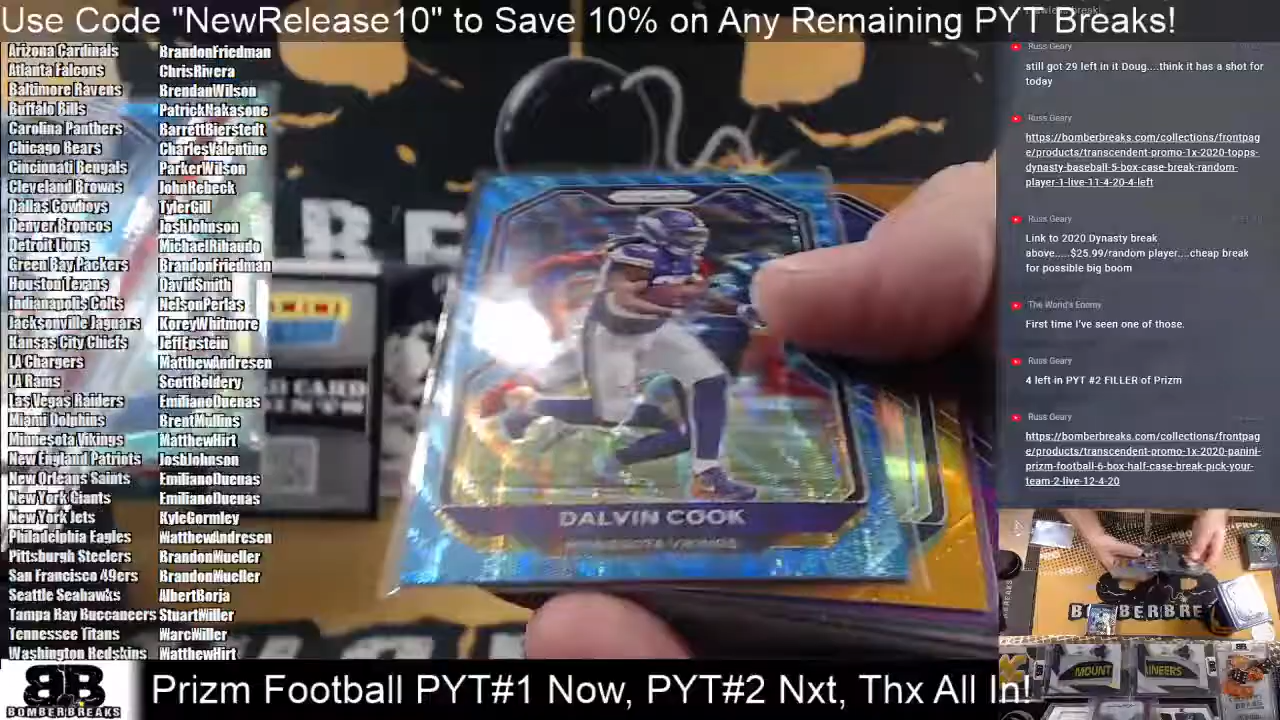 Use Code "NewRelease10" to Save 10% on Any Remaining PYT Breaks!
Arizona Cardinals BrandonFriedman
Atlanta Falcons ChrisRivera
Baltimore Ravens BrendanWilson
Buffalo Bills PatrickNakasone
Carolina Panthers BarrettBierstedt
Chicago Bears CharlesValentine
Cincinnati Bengals ParkerWilson
Cleveland Browns JohnRebeck
Dallas Cowboys TylerGill
Denver Broncos JoshJohnson
Detroit Lions MichaelRibaudo
Green Bay Packers BrandonFriedman
Houston Texans DavidSmith
Indianapolis Colts NelsonPerlas
Jacksonville Jaguars KoreyWhitmore
Kansas City Chiefs JeffEpstein
LA Chargers MatthewAndresen
LA Rams ScottBoldery
Las Vegas Raiders EmilianoDuenas
Miami Dolphins BrentMullins
Minnesota Vikings MatthewHirt
New England Patriots JoshJohnson
New Orleans Saints EmilianoDuenas
New York Giants EmilianoDuenas
New York Jets KyleGormley
Philadelphia Eagles MatthewAndresen
Pittsburgh Steelers BrandonMueller
San Francisco 49ers BrandonMueller
Seattle Seahawks AlbertBorja
Tampa Bay Buccaneers StuartWiller
Tennessee Titans MarcWiller
Washington Redskins MatthewHirt
PANINI
DALVIN COOK
MINNESOTA VIKINGS
Russ Geary
still got 29 left in it Doug....think it has a shot for
today
Russ Geary
https://bomberbreaks.com/collections/frontpag
e/products/transcendent-promo-1x-2020-topps-
dynasty-baseball-5-box-case-break-random-
player-1-live-11-4-20-4-left
Russ Geary
Link to 2020 Dynasty break
above.....$25.99/random player....cheap break
for possible big boom
The World's Enemy
First time I've seen one of those.
Russ Geary
4 left in PYT #2 FILLER of Prizm
Russ Geary
https://bomberbreaks.com/collections/frontpag
e/products/transcendent-promo-1x-2020-panini-
prizm-football-6-box-half-case-break-pick-your-
team-2-live-12-4-20
BOMBERBRE
MOUNT
INEERS
BB
BOMBERBREAKS
Prizm Football PYT#1 Now, PYT#2 Nxt, Thx All In!